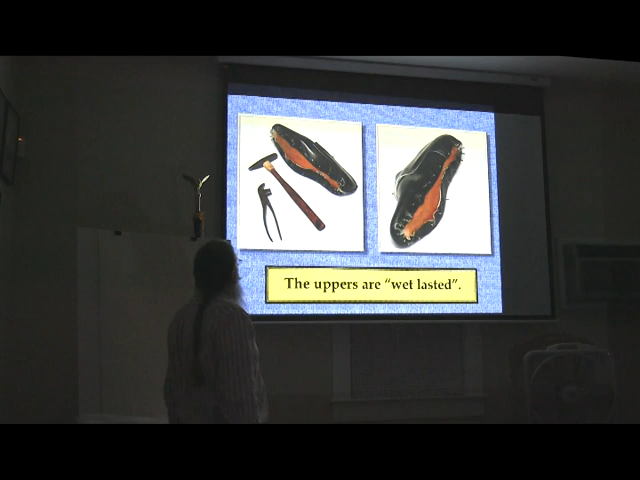 The uppers are “wet lasted”.